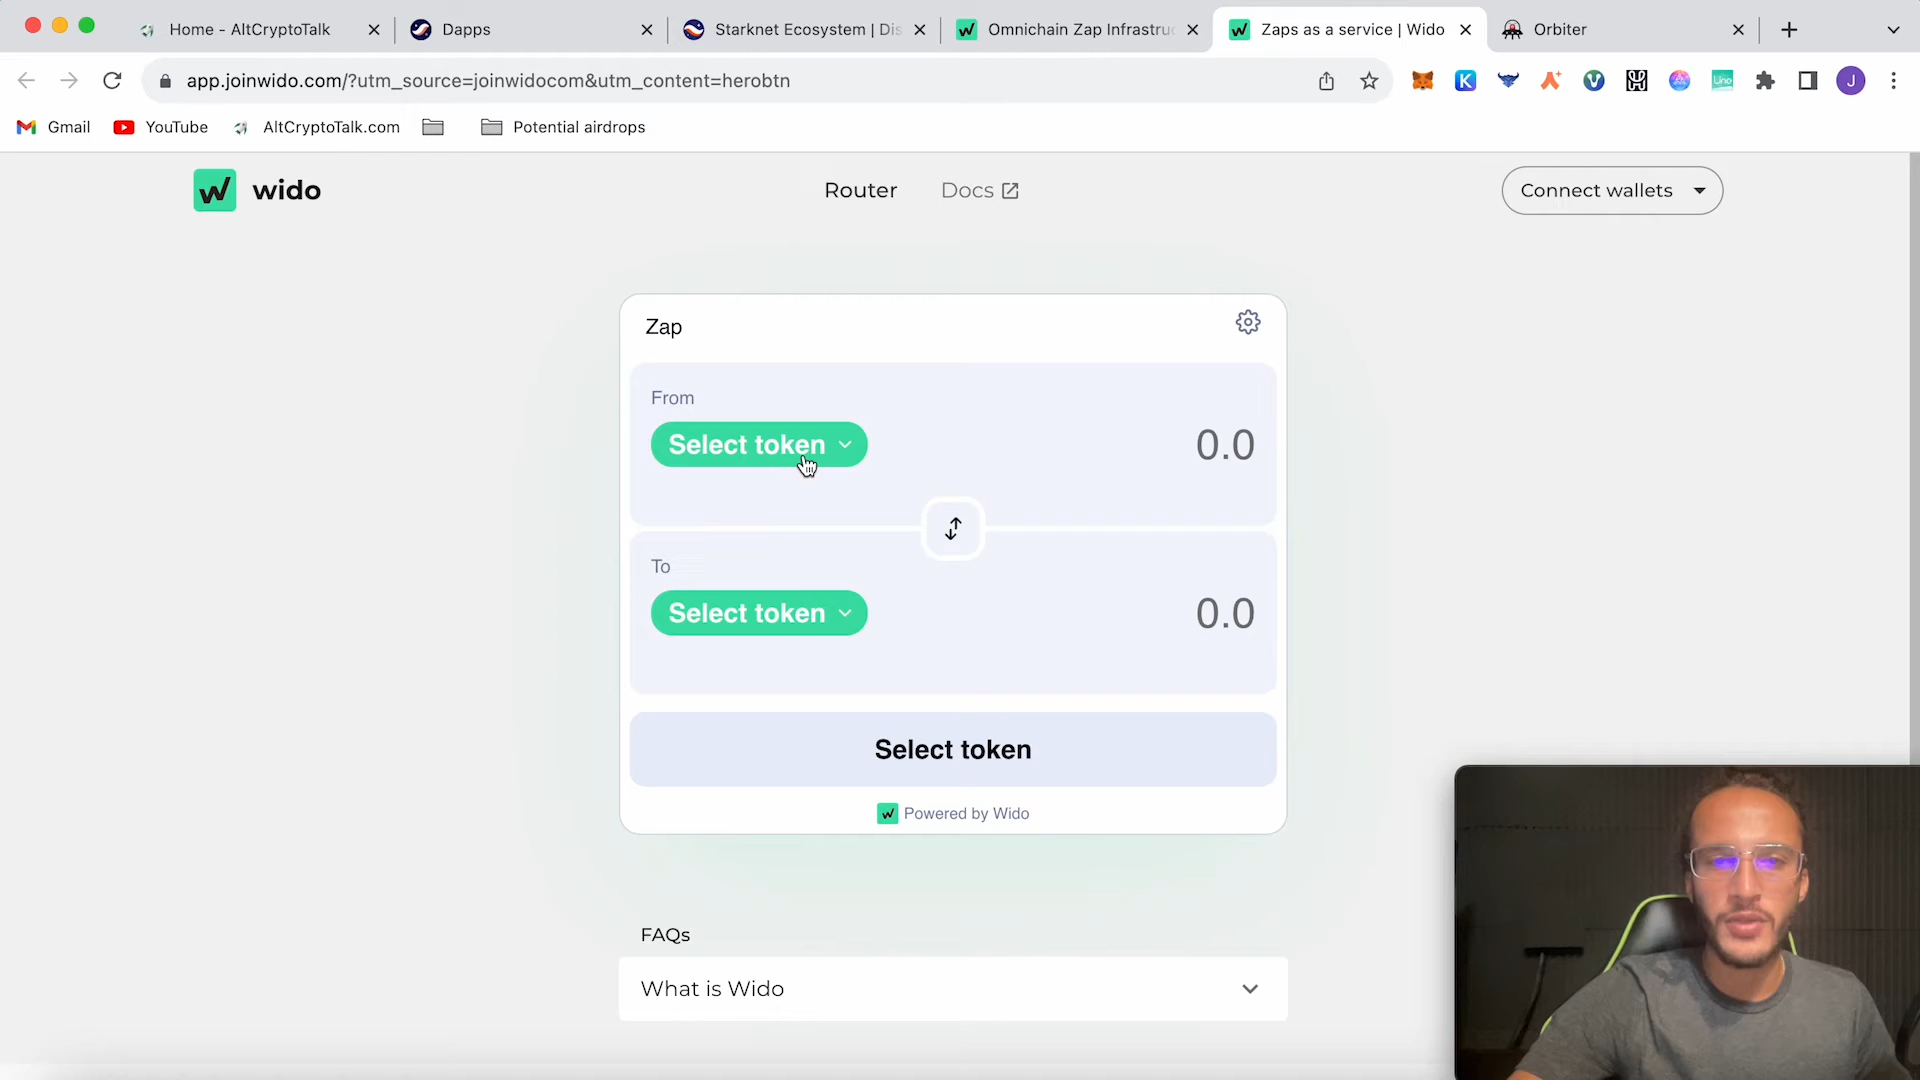 Home - AltCryptoTalk
Dapps
Starknet Ecosystem | Dis
Omnichain Zap Infrastruc
Zaps as a service | Wido
Orbiter
app.joinwido.com/?utm_source=joinwidocom&utm_content=herobtn
Lino
J
Gmail
YouTube
AltCryptoTalk.com
Potential airdrops
wido
Router
Docs
Connect wallets
Zap
From
Select token
0.0
To
Select token
0.0
Select token
Powered by Wido
FAQs
What is Wido